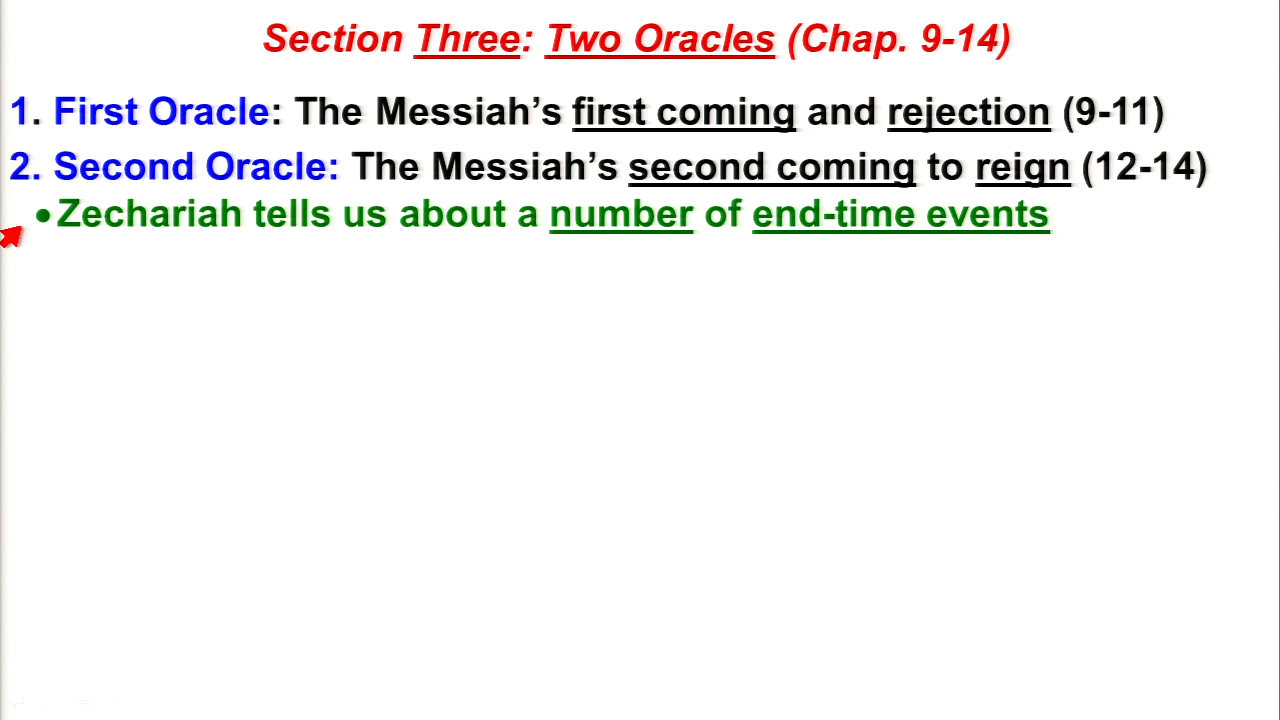 Section Three: Two Oracles (Chap. 9-14)
1. First Oracle: The Messiah’s first coming and rejection (9-11)
2. Second Oracle: The Messiah’s second coming to reign (12-14)
•Zechariah tells us about a number of end-time events